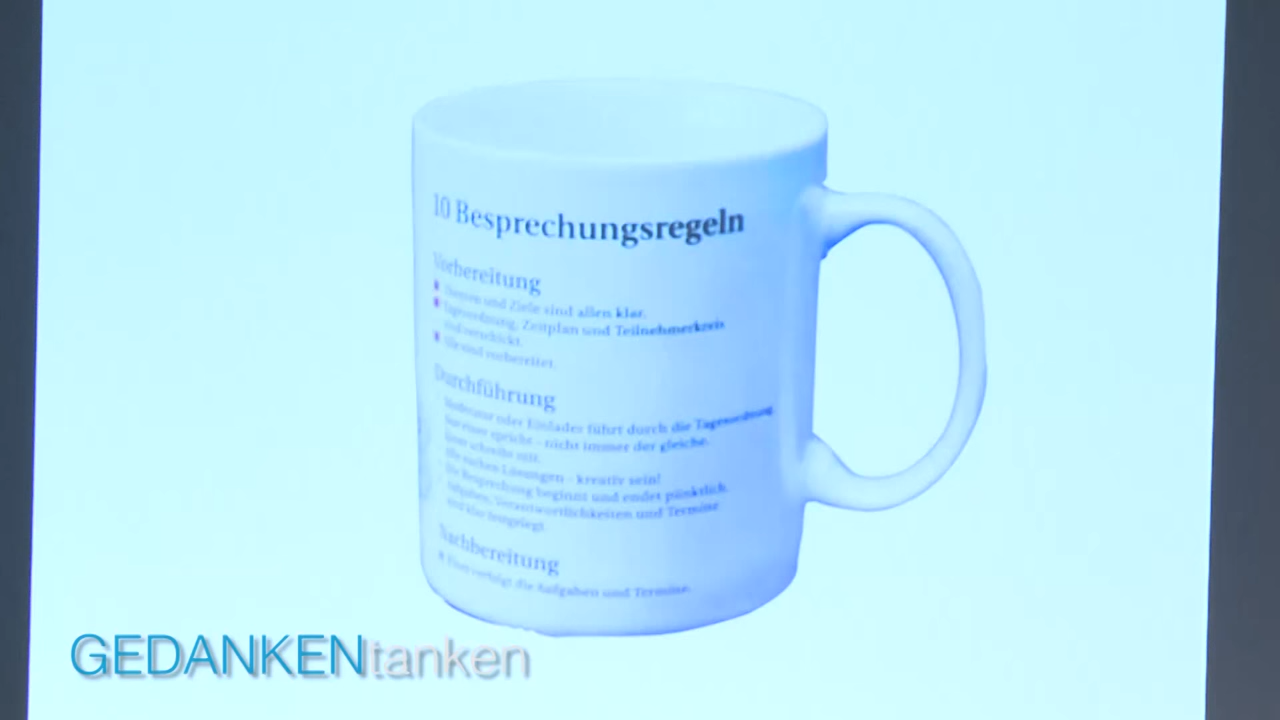 10 Besprechungsregeln
Vorbereitung
Themen und Ziele sind allen klar.
Tagesordnung, Zeitplan und Teilnehmerkreis
sind verschickt.
Alle sind vorbereitet.
Durchführung
Moderator oder Einlader führt durch die Tagesordnung.
Nur einer spricht - nicht immer der gleiche.
Einer schreibt mit.
Alle suchen Lösungen - kreativ sein!
Die Besprechung beginnt und endet pünktlich.
Aufgaben, Verantwortlichkeiten und Termine
sind klar festgelegt.
Nachbereitung
Einer verfolgt die Aufgaben und Termine.
GEDANKENtanken